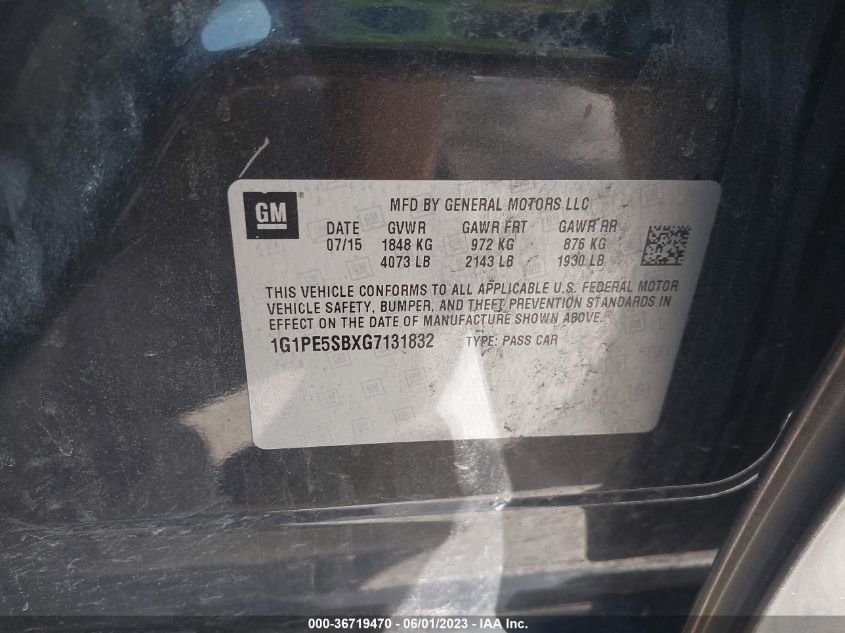 GM ®
MFD BY GENERAL MOTORS LLC
DATE GVWR GAWR FRT GAWR RR
07/15 1848 KG 972 KG 876 KG
4073 LB 2143 LB 1930 LB
THIS VEHICLE CONFORMS TO ALL APPLICABLE U.S. FEDERAL MOTOR
VEHICLE SAFETY, BUMPER, AND THEFT PREVENTION STANDARDS IN
EFFECT ON THE DATE OF MANUFACTURE SHOWN ABOVE.
1G1PE5SBXG7131832 TYPE: PASS CAR
000-36719470 - 06/01/2023 - IAA Inc.